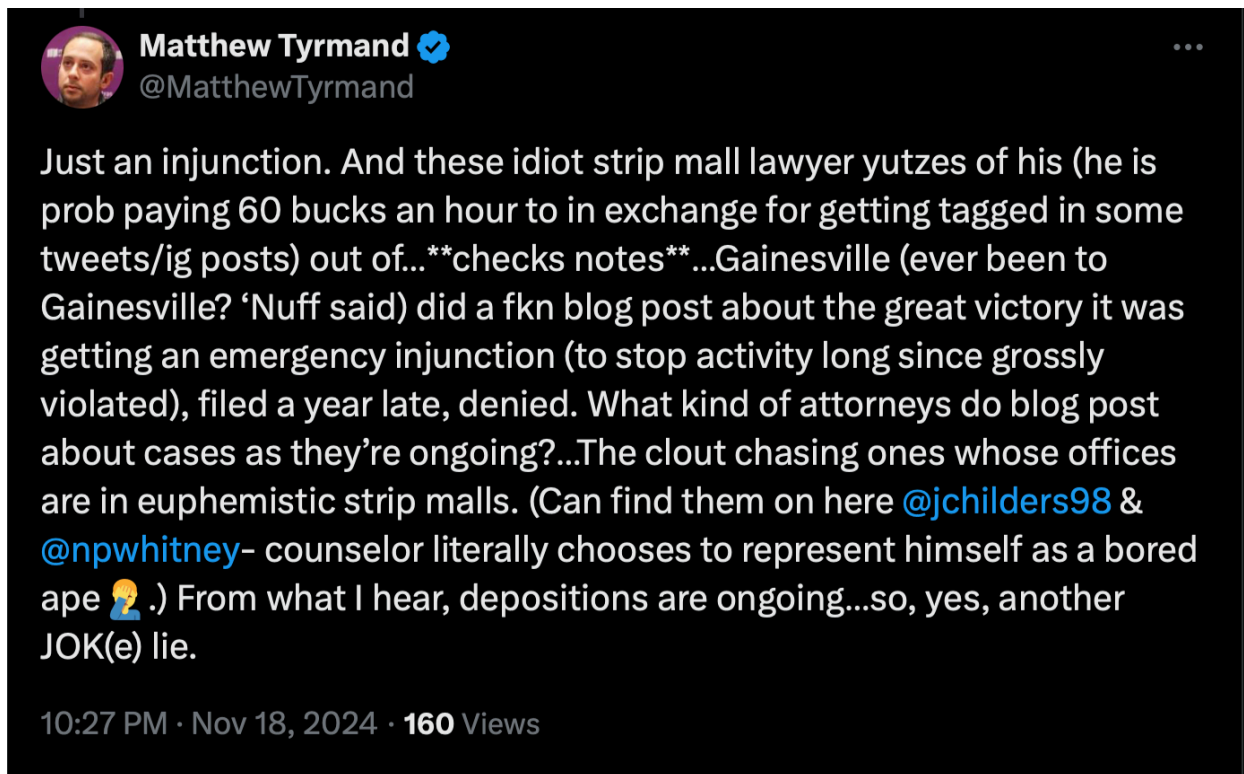 Matthew Tyrmand
@MatthewTyrmand
Just an injunction. And these idiot strip mall lawyer yutzes of his (he is
prob paying 60 bucks an hour to in exchange for getting tagged in some
tweets/ig posts) out of...**checks notes**...Gainesville (ever been to
Gainesville? ‘Nuff said) did a fkn blog post about the great victory it was
getting an emergency injunction (to stop activity long since grossly
violated), filed a year late, denied. What kind of attorneys do blog post
about cases as they’re ongoing?...The clout chasing ones whose offices
are in euphemistic strip malls. (Can find them on here @jchilders98 &
@npwhitney- counselor literally chooses to represent himself as a bored
ape 🤦‍♂️ .) From what I hear, depositions are ongoing...so, yes, another
JOK(e) lie.
10:27 PM · Nov 18, 2024 · 160 Views